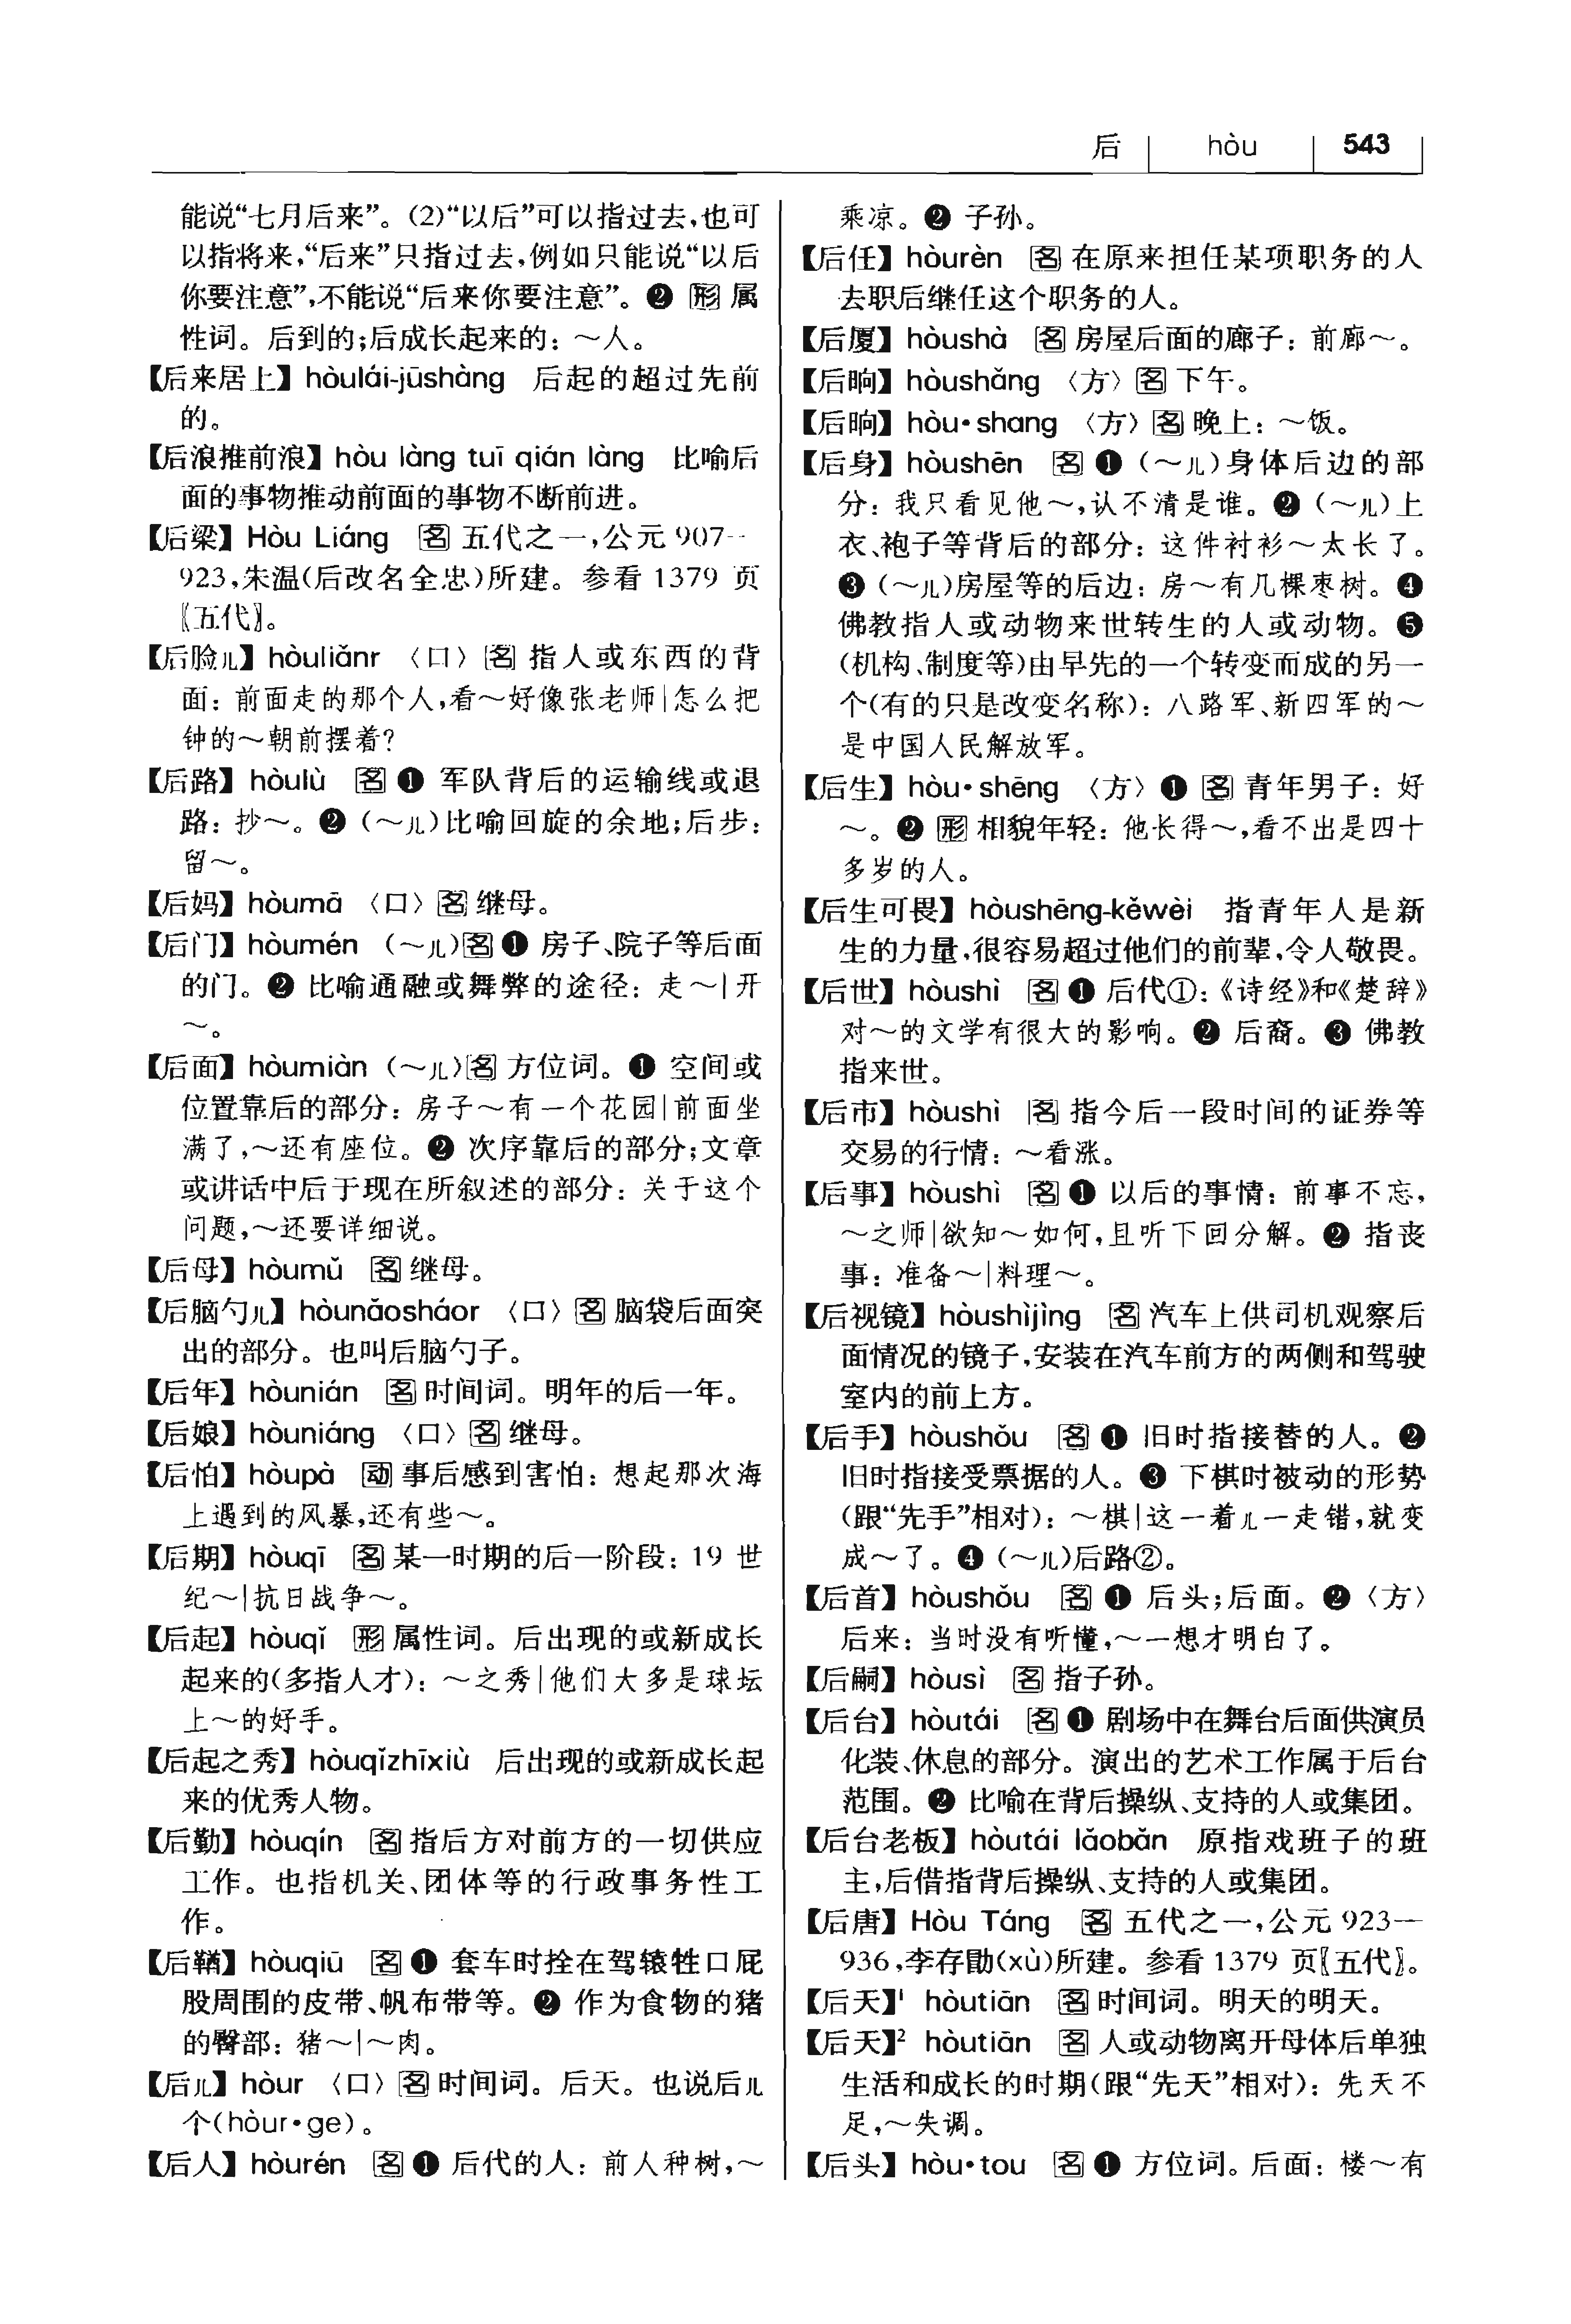 后 hòu 543
能说“七月后来”。(2)“以后”可以指过去,也可
以指将来,“后来”只指过去,例如只能说“以后
你要注意”,不能说“后来你要注意”。❷ 形 属
性词。后到的;后成长起来的：～人。
【后来居上】hòulái-jūshàng 后起的超过先前
的。
【后浪推前浪】hòu làng tuī qián làng 比喻后
面的事物推动前面的事物不断前进。
【后梁】Hòu Liáng 名 五代之一,公元 907—
923,朱温(后改名全忠)所建。参看 1379 页
〖五代〗。
【后脸儿】hòuliǎnr 〈口〉名 指人或东西的背
面：前面走的那个人,看～好像张老师|怎么把
钟的～朝前摆着?
【后路】hòulù 名 ❶ 军队背后的运输线或退
路：抄～。❷ (～儿)比喻回旋的余地;后步：
留～。
【后妈】hòumā 〈口〉名 继母。
【后门】hòumén (～儿)名 ❶ 房子、院子等后面
的门。❷ 比喻通融或舞弊的途径：走～|开
～。
【后面】hòumiàn (～儿)名 方位词。❶ 空间或
位置靠后的部分：房子～有一个花园|前面坐
满了,～还有座位。❷ 次序靠后的部分;文章
或讲话中后于现在所叙述的部分：关于这个
问题,～还要详细说。
【后母】hòumǔ 名 继母。
【后脑勺儿】hòunǎosháor 〈口〉名 脑袋后面突
出的部分。也叫后脑勺子。
【后年】hòunián 名 时间词。明年的后一年。
【后娘】hòuniáng 〈口〉名 继母。
【后怕】hòupà 动 事后感到害怕：想起那次海
上遇到的风暴,还有些～。
【后期】hòuqī 名 某一时期的后一阶段：19 世
纪～|抗日战争～。
【后起】hòuqǐ 形 属性词。后出现的或新成长
起来的(多指人才)：～之秀|他们大多是球坛
上～的好手。
【后起之秀】hòuqǐzhīxiù 后出现的或新成长起
来的优秀人物。
【后勤】hòuqín 名 指后方对前方的一切供应
工作。也指机关、团体等的行政事务性工
作。
【后鞧】hòuqiū 名 ❶ 套车时拴在驾辕牲口屁
股周围的皮带、帆布带等。❷ 作为食物的猪
的臀部：猪～|～肉。
【后儿】hòur 〈口〉名 时间词。后天。也说后儿
个(hòur•ge)。
【后人】hòurén 名 ❶ 后代的人：前人种树,～
乘凉。❷ 子孙。
【后任】hòurèn 名 在原来担任某项职务的人
去职后继任这个职务的人。
【后厦】hòushà 名 房屋后面的廊子：前廊～。
【后晌】hòushǎng 〈方〉名 下午。
【后晌】hòu•shang 〈方〉名 晚上：～饭。
【后身】hòushēn 名 ❶ (～儿)身体后边的部
分：我只看见他～,认不清是谁。❷ (～儿)上
衣、袍子等背后的部分：这件衬衫～太长了。
❸ (～儿)房屋等的后边：房～有几棵枣树。❹
佛教指人或动物来世转生的人或动物。❺
(机构、制度等)由早先的一个转变而成的另一
个(有的只是改变名称)：八路军、新四军的～
是中国人民解放军。
【后生】hòu•shēng 〈方〉❶ 名 青年男子：好
～。❷ 形 相貌年轻：他长得～,看不出是四十
多岁的人。
【后生可畏】hòushēng-kěwèi 指青年人是新
生的力量,很容易超过他们的前辈,令人敬畏。
【后世】hòushì 名 ❶ 后代①：《诗经》和《楚辞》
对～的文学有很大的影响。❷ 后裔。❸ 佛教
指来世。
【后市】hòushì 名 指今后一段时间的证券等
交易的行情：～看涨。
【后事】hòushì 名 ❶ 以后的事情：前事不忘,
～之师|欲知～如何,且听下回分解。❷ 指丧
事：准备～|料理～。
【后视镜】hòushìjìng 名 汽车上供司机观察后
面情况的镜子,安装在汽车前方的两侧和驾驶
室内的前上方。
【后手】hòushǒu 名 ❶ 旧时指接替的人。❷
旧时指接受票据的人。❸ 下棋时被动的形势
(跟“先手”相对)：～棋|这一着儿一走错,就变
成～了。❹ (～儿)后路②。
【后首】hòushǒu 名 ❶ 后头;后面。❷〈方〉
后来：当时没有听懂,～一想才明白了。
【后嗣】hòusì 名 指子孙。
【后台】hòutái 名 ❶ 剧场中在舞台后面供演员
化装、休息的部分。演出的艺术工作属于后台
范围。❷ 比喻在背后操纵、支持的人或集团。
【后台老板】hòutái lǎobǎn 原指戏班子的班
主,后借指背后操纵、支持的人或集团。
【后唐】Hòu Táng 名 五代之一,公元 923—
936,李存勖(xù)所建。参看 1379 页〖五代〗。
【后天】¹ hòutiān 名 时间词。明天的明天。
【后天】² hòutiān 名 人或动物离开母体后单独
生活和成长的时期(跟“先天”相对)：先天不
足,～失调。
【后头】hòu•tou 名 ❶ 方位词。后面：楼～有